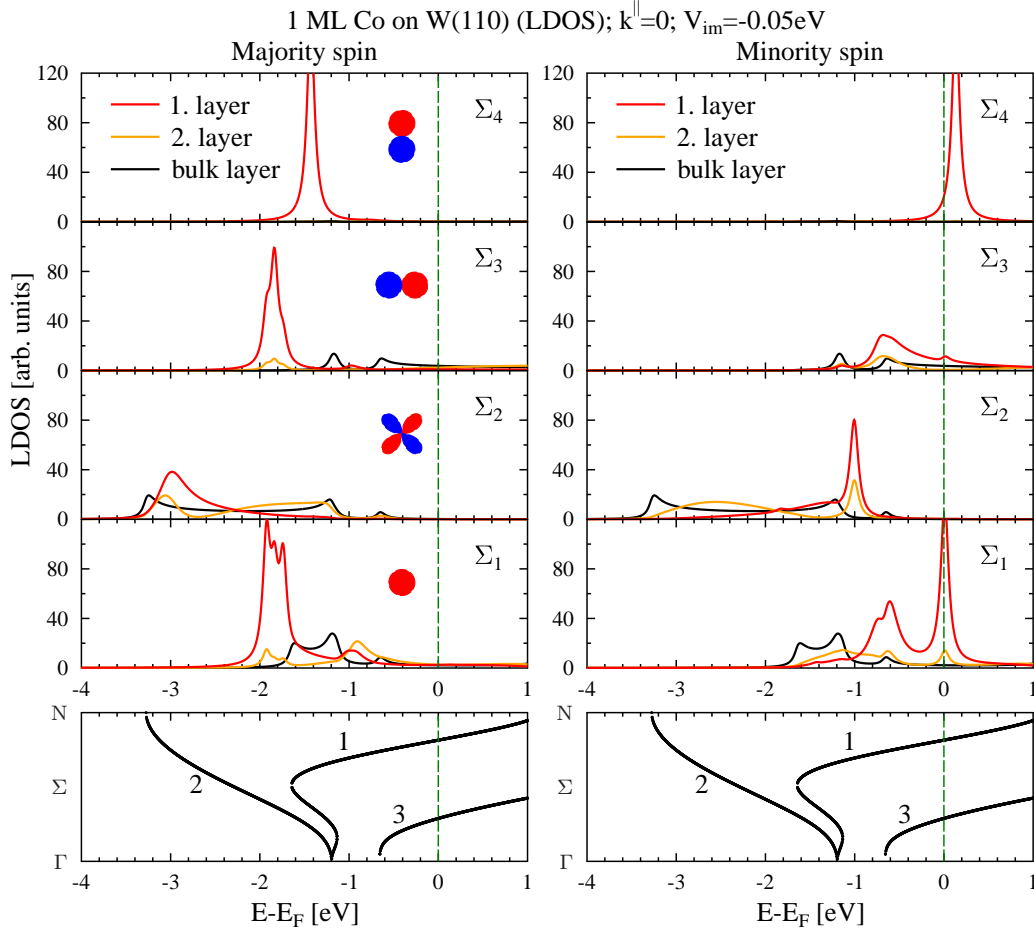 1 ML Co on W(110) (LDOS); k^||=0; V_im=-0.05eV
Majority spin
Minority spin
LDOS [arb. units]
120
80
40
0
1. layer
2. layer
bulk layer
Σ4
1. layer
2. layer
bulk layer
Σ4
80
40
0
Σ3
Σ3
80
40
0
Σ2
Σ2
80
40
0
-4 -3 -2 -1 0 1
Σ1
-4 -3 -2 -1 0 1
Σ1
N
Σ
Γ
1
2
3
N
Σ
Γ
1
2
3
-4 -3 -2 -1 0 1
-4 -3 -2 -1 0 1
E-E_F [eV]
E-E_F [eV]